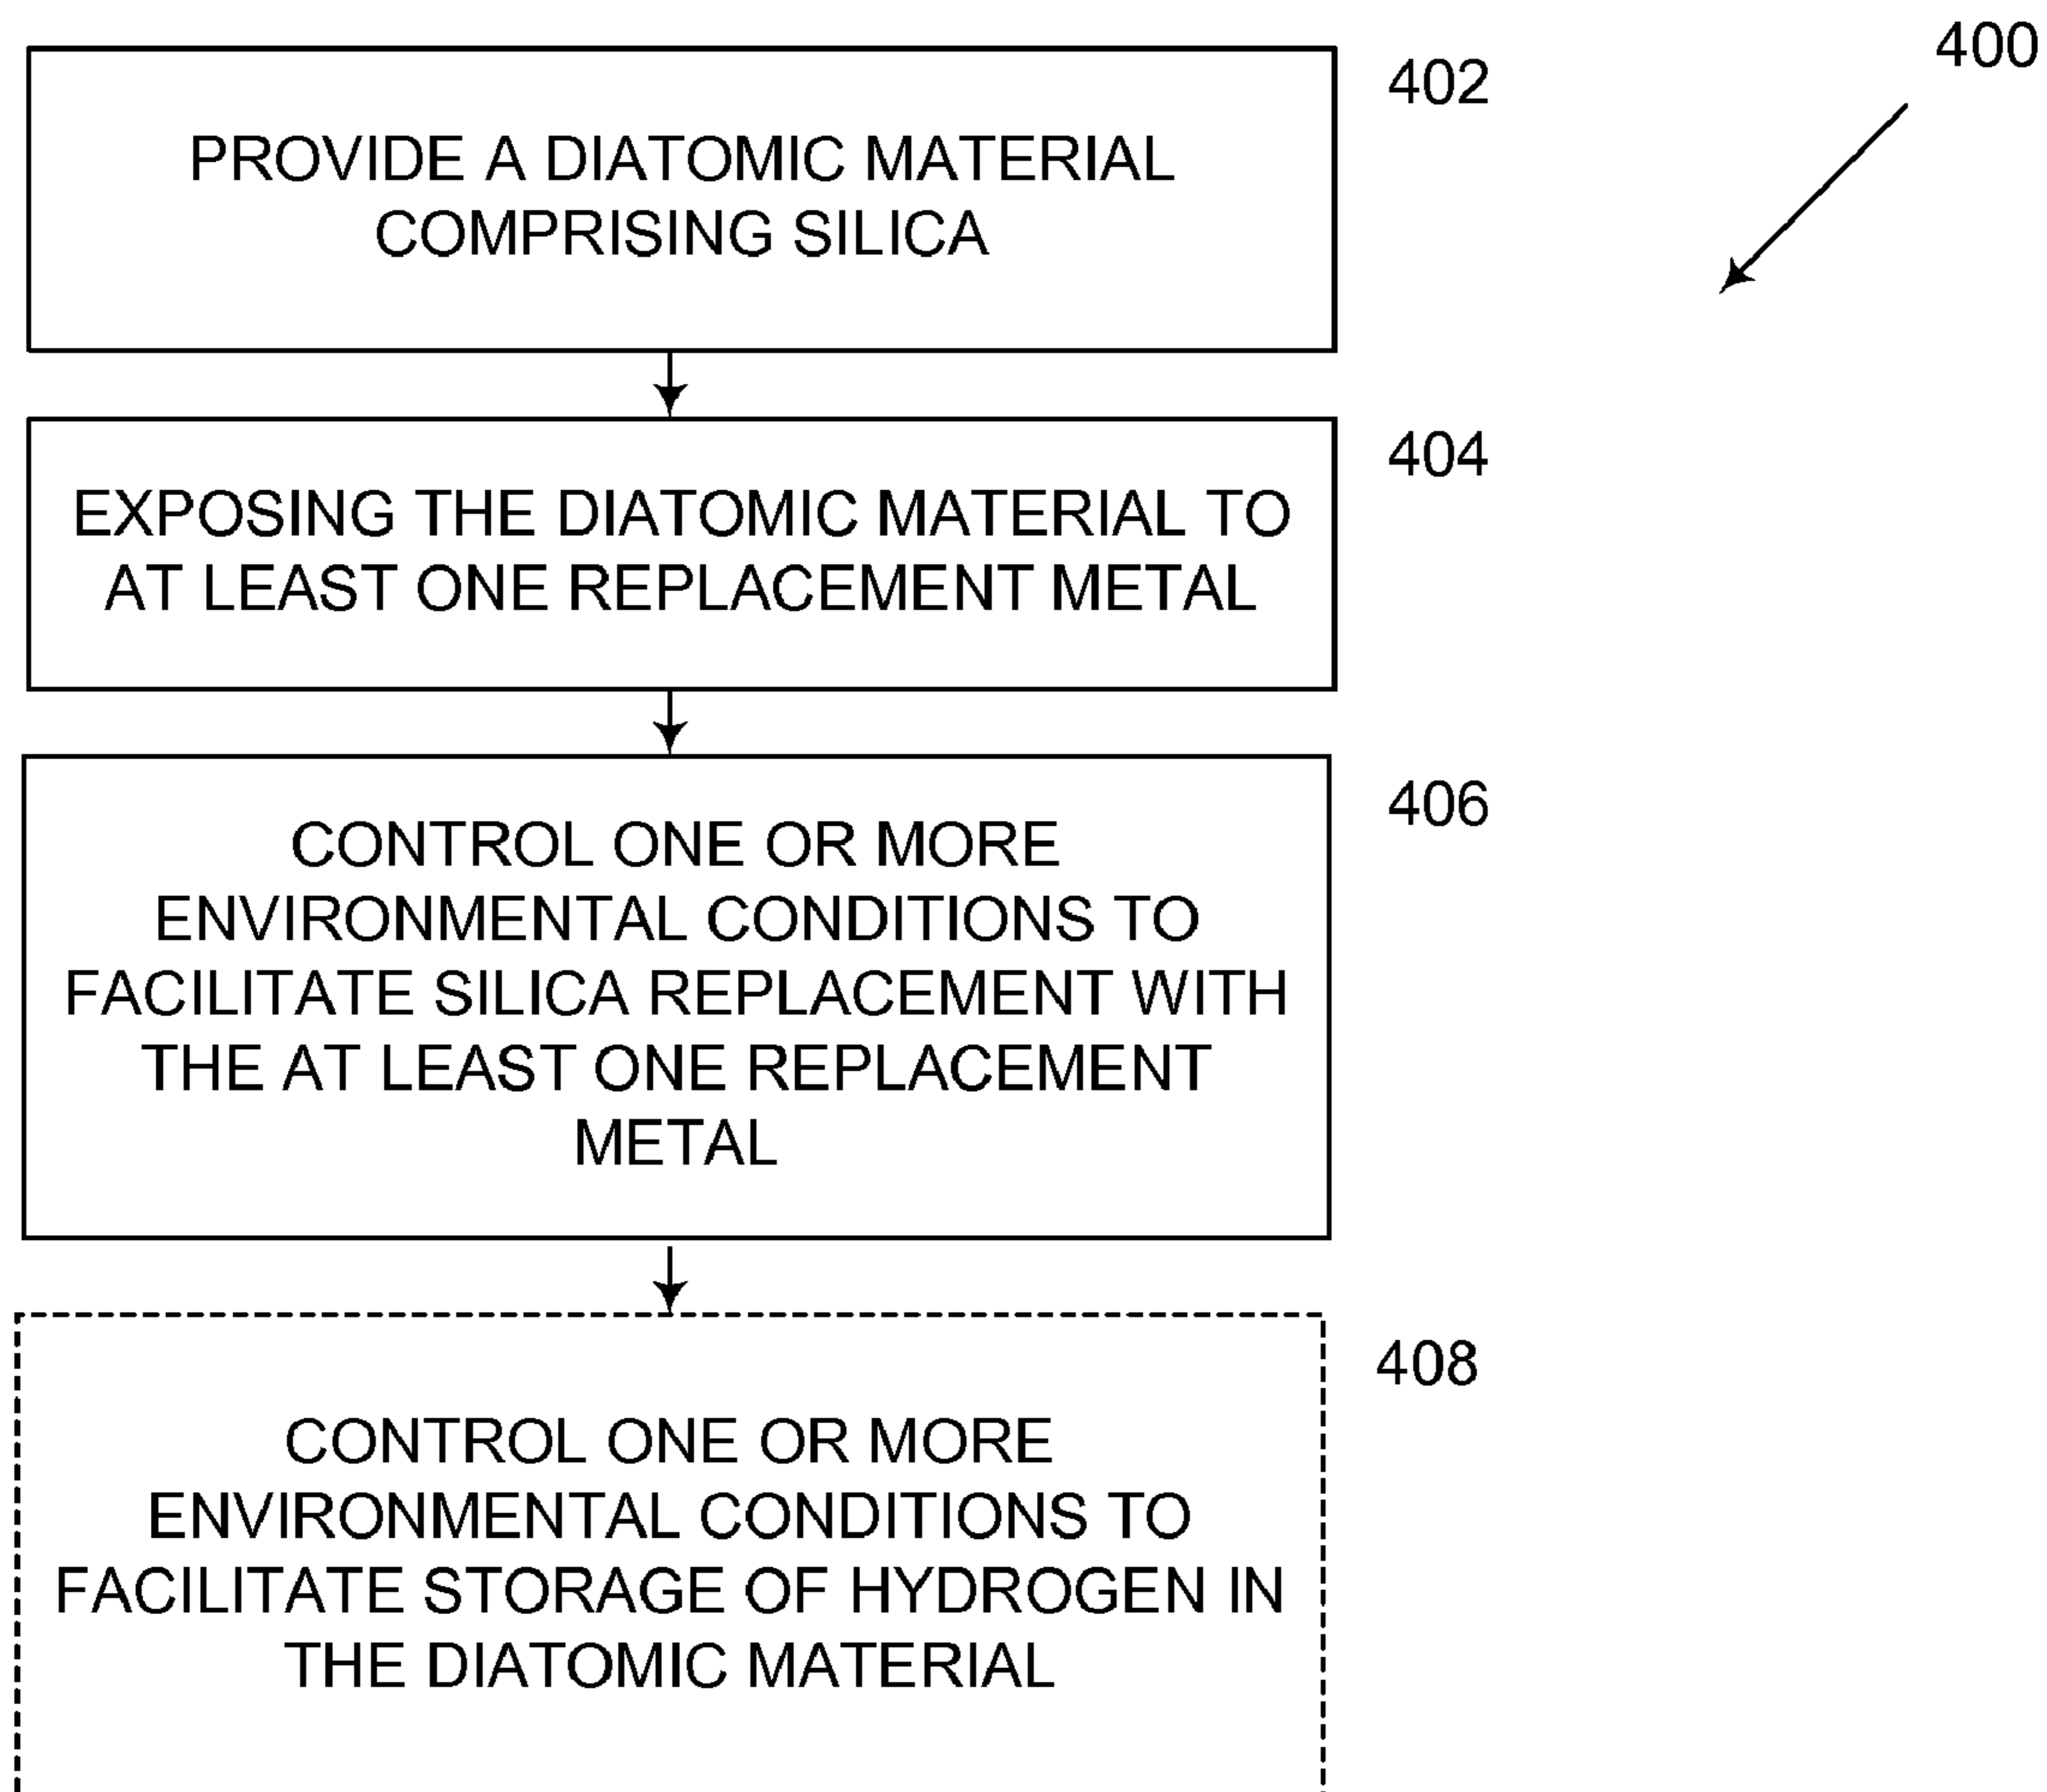 400
402
PROVIDE A DIATOMIC MATERIAL
COMPRISING SILICA
404
EXPOSING THE DIATOMIC MATERIAL TO
AT LEAST ONE REPLACEMENT METAL
406
CONTROL ONE OR MORE
ENVIRONMENTAL CONDITIONS TO
FACILITATE SILICA REPLACEMENT WITH
THE AT LEAST ONE REPLACEMENT
METAL
408
CONTROL ONE OR MORE
ENVIRONMENTAL CONDITIONS TO
FACILITATE STORAGE OF HYDROGEN IN
THE DIATOMIC MATERIAL